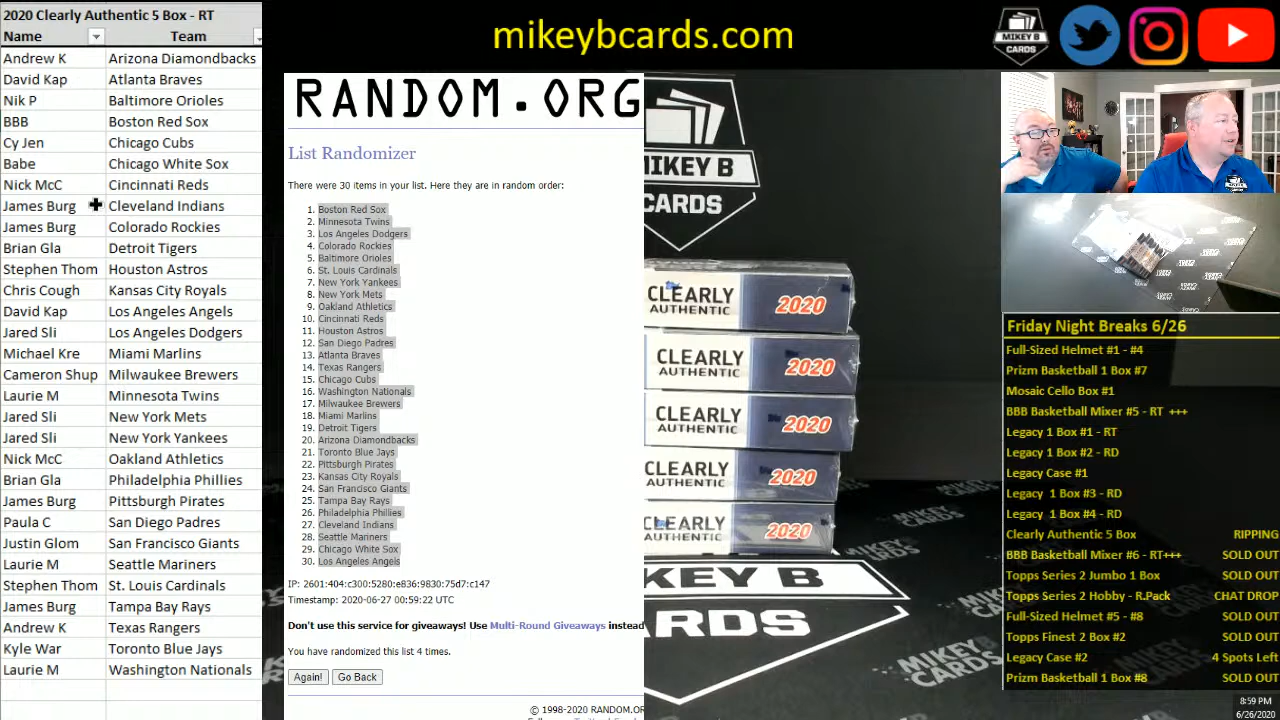 2020 Clearly Authentic 5 Box - RT
Name Team
Andrew K Arizona Diamondbacks
David Kap Atlanta Braves
Nik P Baltimore Orioles
BBB Boston Red Sox
Cy Jen Chicago Cubs
Babe Chicago White Sox
Nick McC Cincinnati Reds
James Burg Cleveland Indians
James Burg Colorado Rockies
Brian Gla Detroit Tigers
Stephen Thom Houston Astros
Chris Cough Kansas City Royals
David Kap Los Angeles Angels
Jared Sli Los Angeles Dodgers
Michael Kre Miami Marlins
Cameron Shup Milwaukee Brewers
Laurie M Minnesota Twins
Jared Sli New York Mets
Jared Sli New York Yankees
Nick McC Oakland Athletics
Brian Gla Philadelphia Phillies
James Burg Pittsburgh Pirates
Paula C San Diego Padres
Justin Glom San Francisco Giants
Laurie M Seattle Mariners
Stephen Thom St. Louis Cardinals
James Burg Tampa Bay Rays
Andrew K Texas Rangers
Kyle War Toronto Blue Jays
Laurie M Washington Nationals
mikeybcards.com
MIKEY B
CARDS
RANDOM.ORG
List Randomizer
There were 30 items in your list. Here they are in random order:
1. Boston Red Sox
2. Minnesota Twins
3. Los Angeles Dodgers
4. Colorado Rockies
5. Baltimore Orioles
6. St. Louis Cardinals
7. New York Yankees
8. New York Mets
9. Oakland Athletics
10. Cincinnati Reds
11. Houston Astros
12. San Diego Padres
13. Atlanta Braves
14. Texas Rangers
15. Chicago Cubs
16. Washington Nationals
17. Milwaukee Brewers
18. Miami Marlins
19. Detroit Tigers
20. Arizona Diamondbacks
21. Toronto Blue Jays
22. Pittsburgh Pirates
23. Kansas City Royals
24. San Francisco Giants
25. Tampa Bay Rays
26. Philadelphia Phillies
27. Cleveland Indians
28. Seattle Mariners
29. Chicago White Sox
30. Los Angeles Angels
IP: 2601:404:c300:5280:e836:9830:75d7:c147
Timestamp: 2020-06-27 00:59:22 UTC
Don't use this service for giveaways! Use Multi-Round Giveaways instead
You have randomized this list 4 times.
Again! Go Back
© 1998-2020 RANDOM.OR
MIKEY B
CARDS
CLEARLY
AUTHENTIC 2020
CLEARLY
AUTHENTIC 2020
CLEARLY
AUTHENTIC 2020
CLEARLY
AUTHENTIC 2020
CLEARLY
AUTHENTIC 2020
KEY B
ARDS
MIKEY B
CARDS
Friday Night Breaks 6/26
Full-Sized Helmet #1 - #4
Prizm Basketball 1 Box #7
Mosaic Cello Box #1
BBB Basketball Mixer #5 - RT +++
Legacy 1 Box #1 - RT
Legacy 1 Box #2 - RD
Legacy Case #1
Legacy 1 Box #3 - RD
Legacy 1 Box #4 - RD
Clearly Authentic 5 Box RIPPING
BBB Basketball Mixer #6 - RT+++ SOLD OUT
Topps Series 2 Jumbo 1 Box SOLD OUT
Topps Series 2 Hobby - R.Pack CHAT DROP
Full-Sized Helmet #5 - #8 SOLD OUT
Topps Finest 2 Box #2 SOLD OUT
Legacy Case #2 4 Spots Left
Prizm Basketball 1 Box #8 SOLD OUT
8:59 PM
6/26/2020